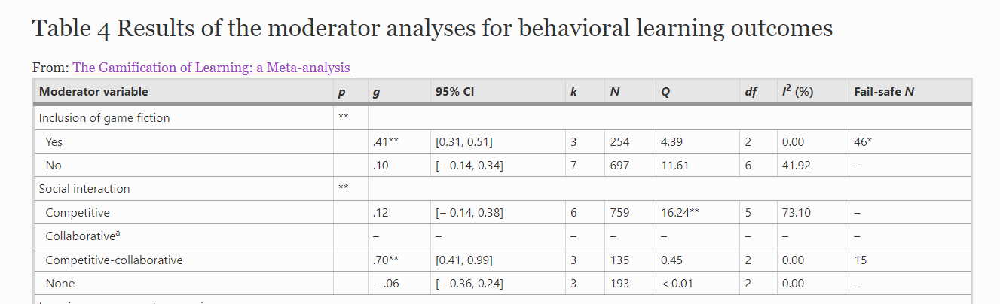 Table 4 Results of the moderator analyses for behavioral learning outcomes
From: The Gamification of Learning: a Meta-analysis
Moderator variable p g 95% CI k N Q df I² (%) Fail-safe N
Inclusion of game fiction **
Yes .41** [0.31, 0.51] 3 254 4.39 2 0.00 46*
No .10 [− 0.14, 0.34] 7 697 11.61 6 41.92 –
Social interaction **
Competitive .12 [− 0.14, 0.38] 6 759 16.24** 5 73.10 –
Collaborativeᵃ – – – – – – – –
Competitive-collaborative .70** [0.41, 0.99] 3 135 0.45 2 0.00 15
None − .06 [− 0.36, 0.24] 3 193 < 0.01 2 0.00 –